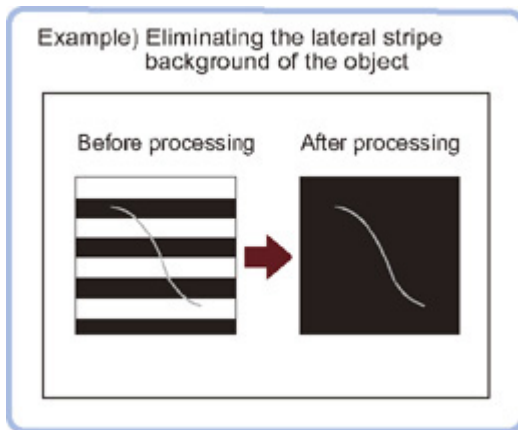 Example) Eliminating the lateral stripe
background of the object
Before processing
After processing